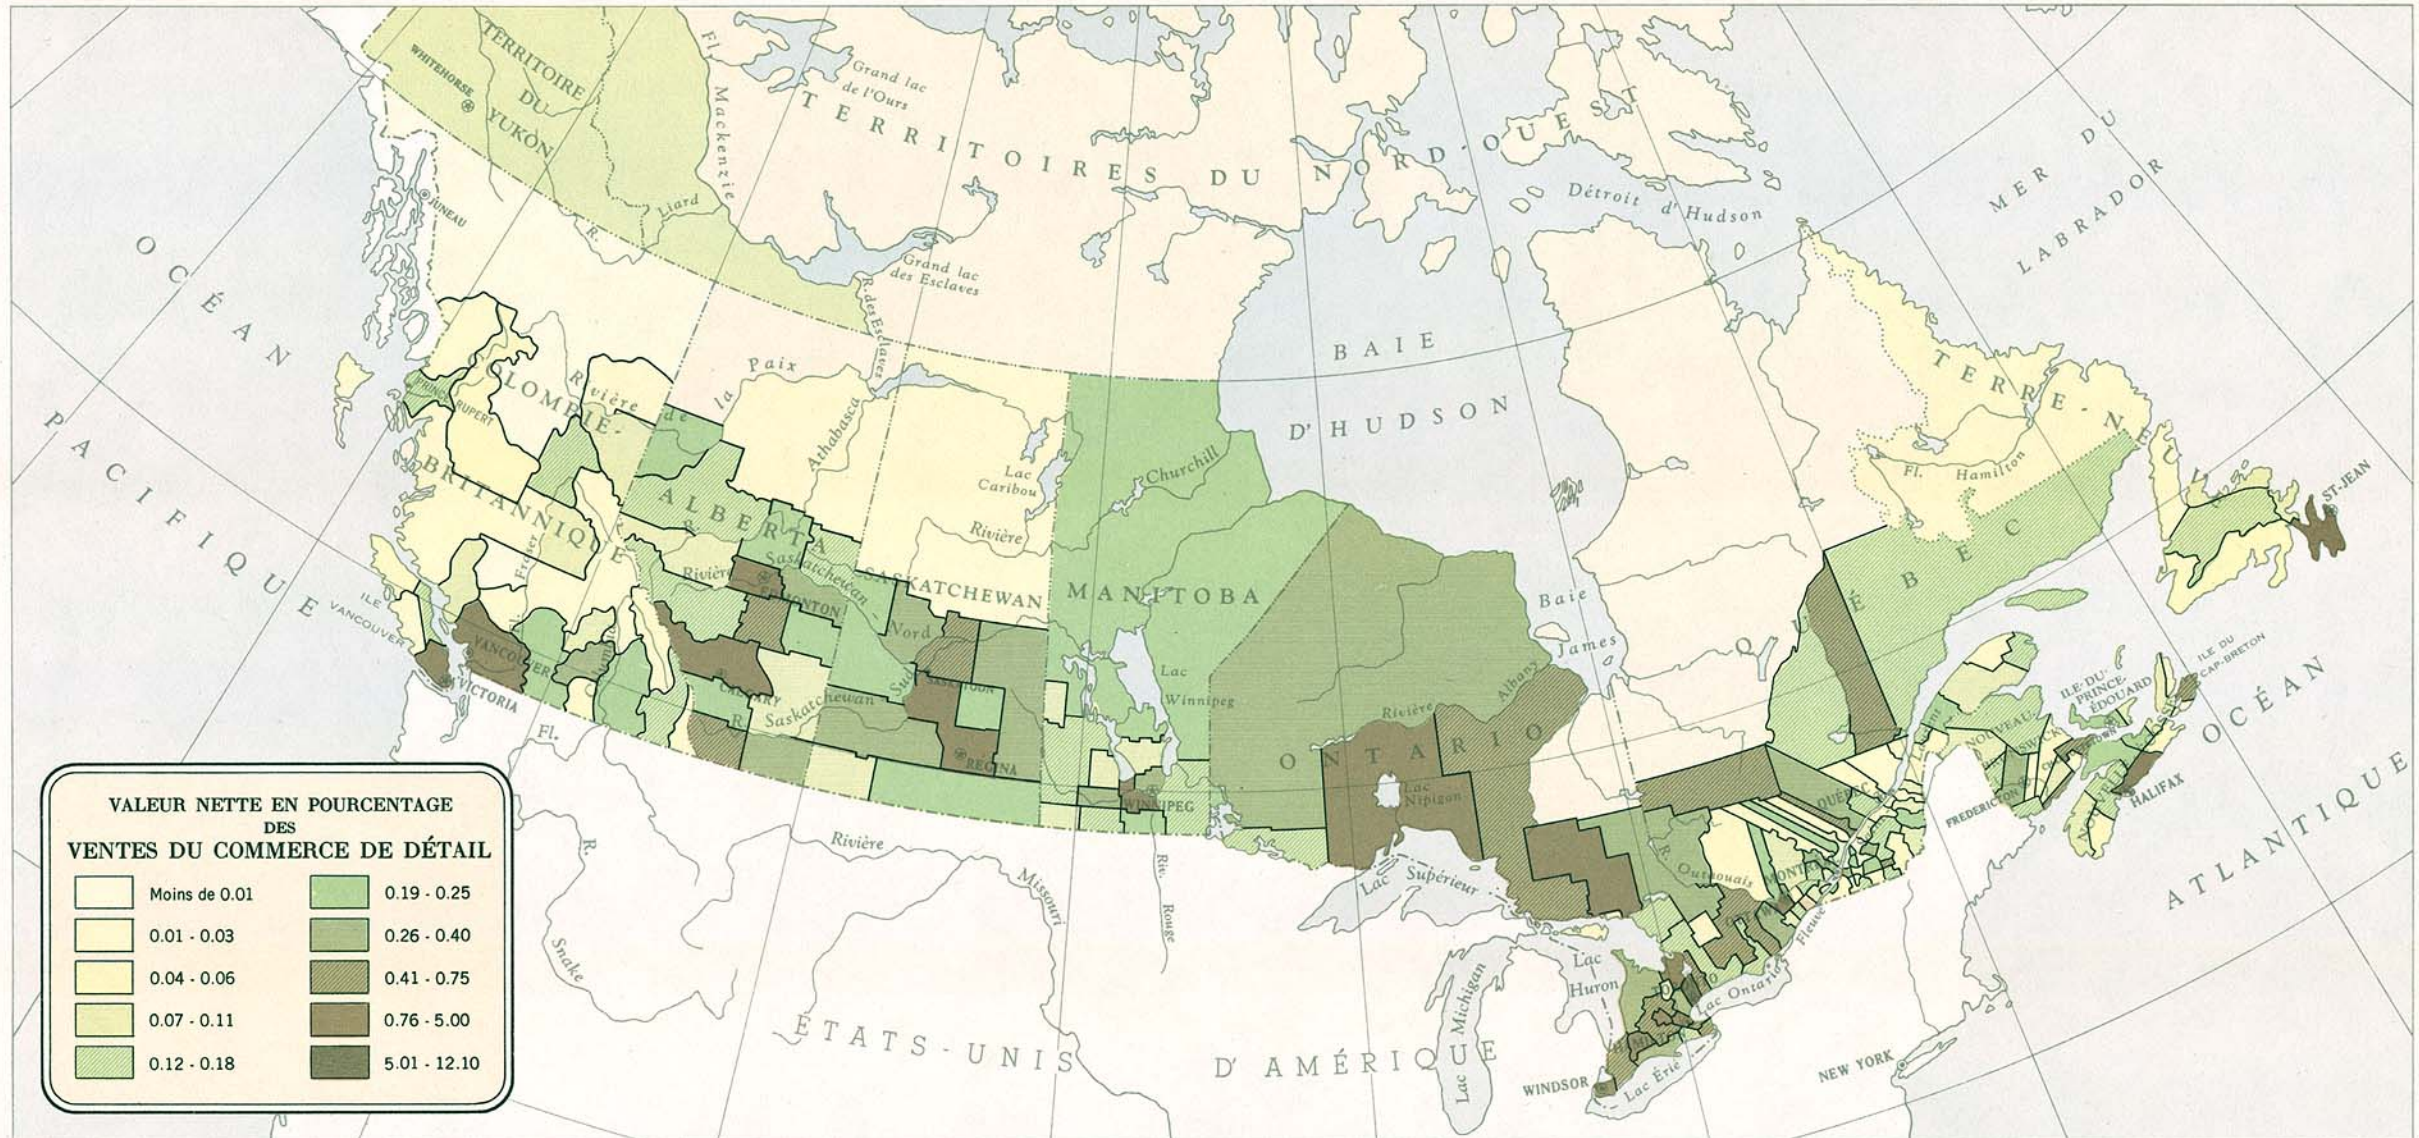 TERRITOIRE
DU
YUKON
WHITEHORSE
JUNEAU
Fl. Mackenzie
Grand lac
de l'Ours
TERRITOIRES DU NORD-OUEST
Liard
R.
Grand lac
des Esclaves
R. des Esclaves
Détroit d'Hudson
MER DU
LABRADOR
OCÉAN
PACIFIQUE
BAIE
D'HUDSON
COLOMBIE-
BRITANNIQUE
PRINCE
RUPERT
Rivière de la Paix
Athabasca
Lac
Caribou
Rivière Churchill
ALBERTA
Rivière Saskatchewan Nord
SASKATCHEWAN
MANITOBA
EDMONTON
Fraser
ILE
VANCOUVER
VANCOUVER
VICTORIA
CALGARY
R. Saskatchewan Sud
SASKATOON
RÉGINA
Lac
Winnipeg
WINNIPEG
ONTARIO
Rivière Albany
Lac
Nipigon
Baie
James
QUÉBEC
TERRE-NEUVE
Fl. Hamilton
ST-JEAN
ILE DU
CAP-BRETON
ILE-DU-
PRINCE-
ÉDOUARD
NOUVEAU-
BRUNSWICK
FREDERICTON
HALIFAX
OCÉAN
ATLANTIQUE
QUÉBEC
MONTRÉAL
R. Outaouais
OTTAWA
Fleuve
Fl.
R.
Snake
Rivière Missouri
Riv. Rouge
Lac Supérieur
Lac Michigan
Lac
Huron
Lac Ontario
HAMILTON
WINDSOR
Lac Érié
NEW YORK
ÉTATS-UNIS D'AMÉRIQUE
VALEUR NETTE EN POURCENTAGE
DES
VENTES DU COMMERCE DE DÉTAIL
Moins de 0.01
0.01 - 0.03
0.04 - 0.06
0.07 - 0.11
0.12 - 0.18
0.19 - 0.25
0.26 - 0.40
0.41 - 0.75
0.76 - 5.00
5.01 - 12.10